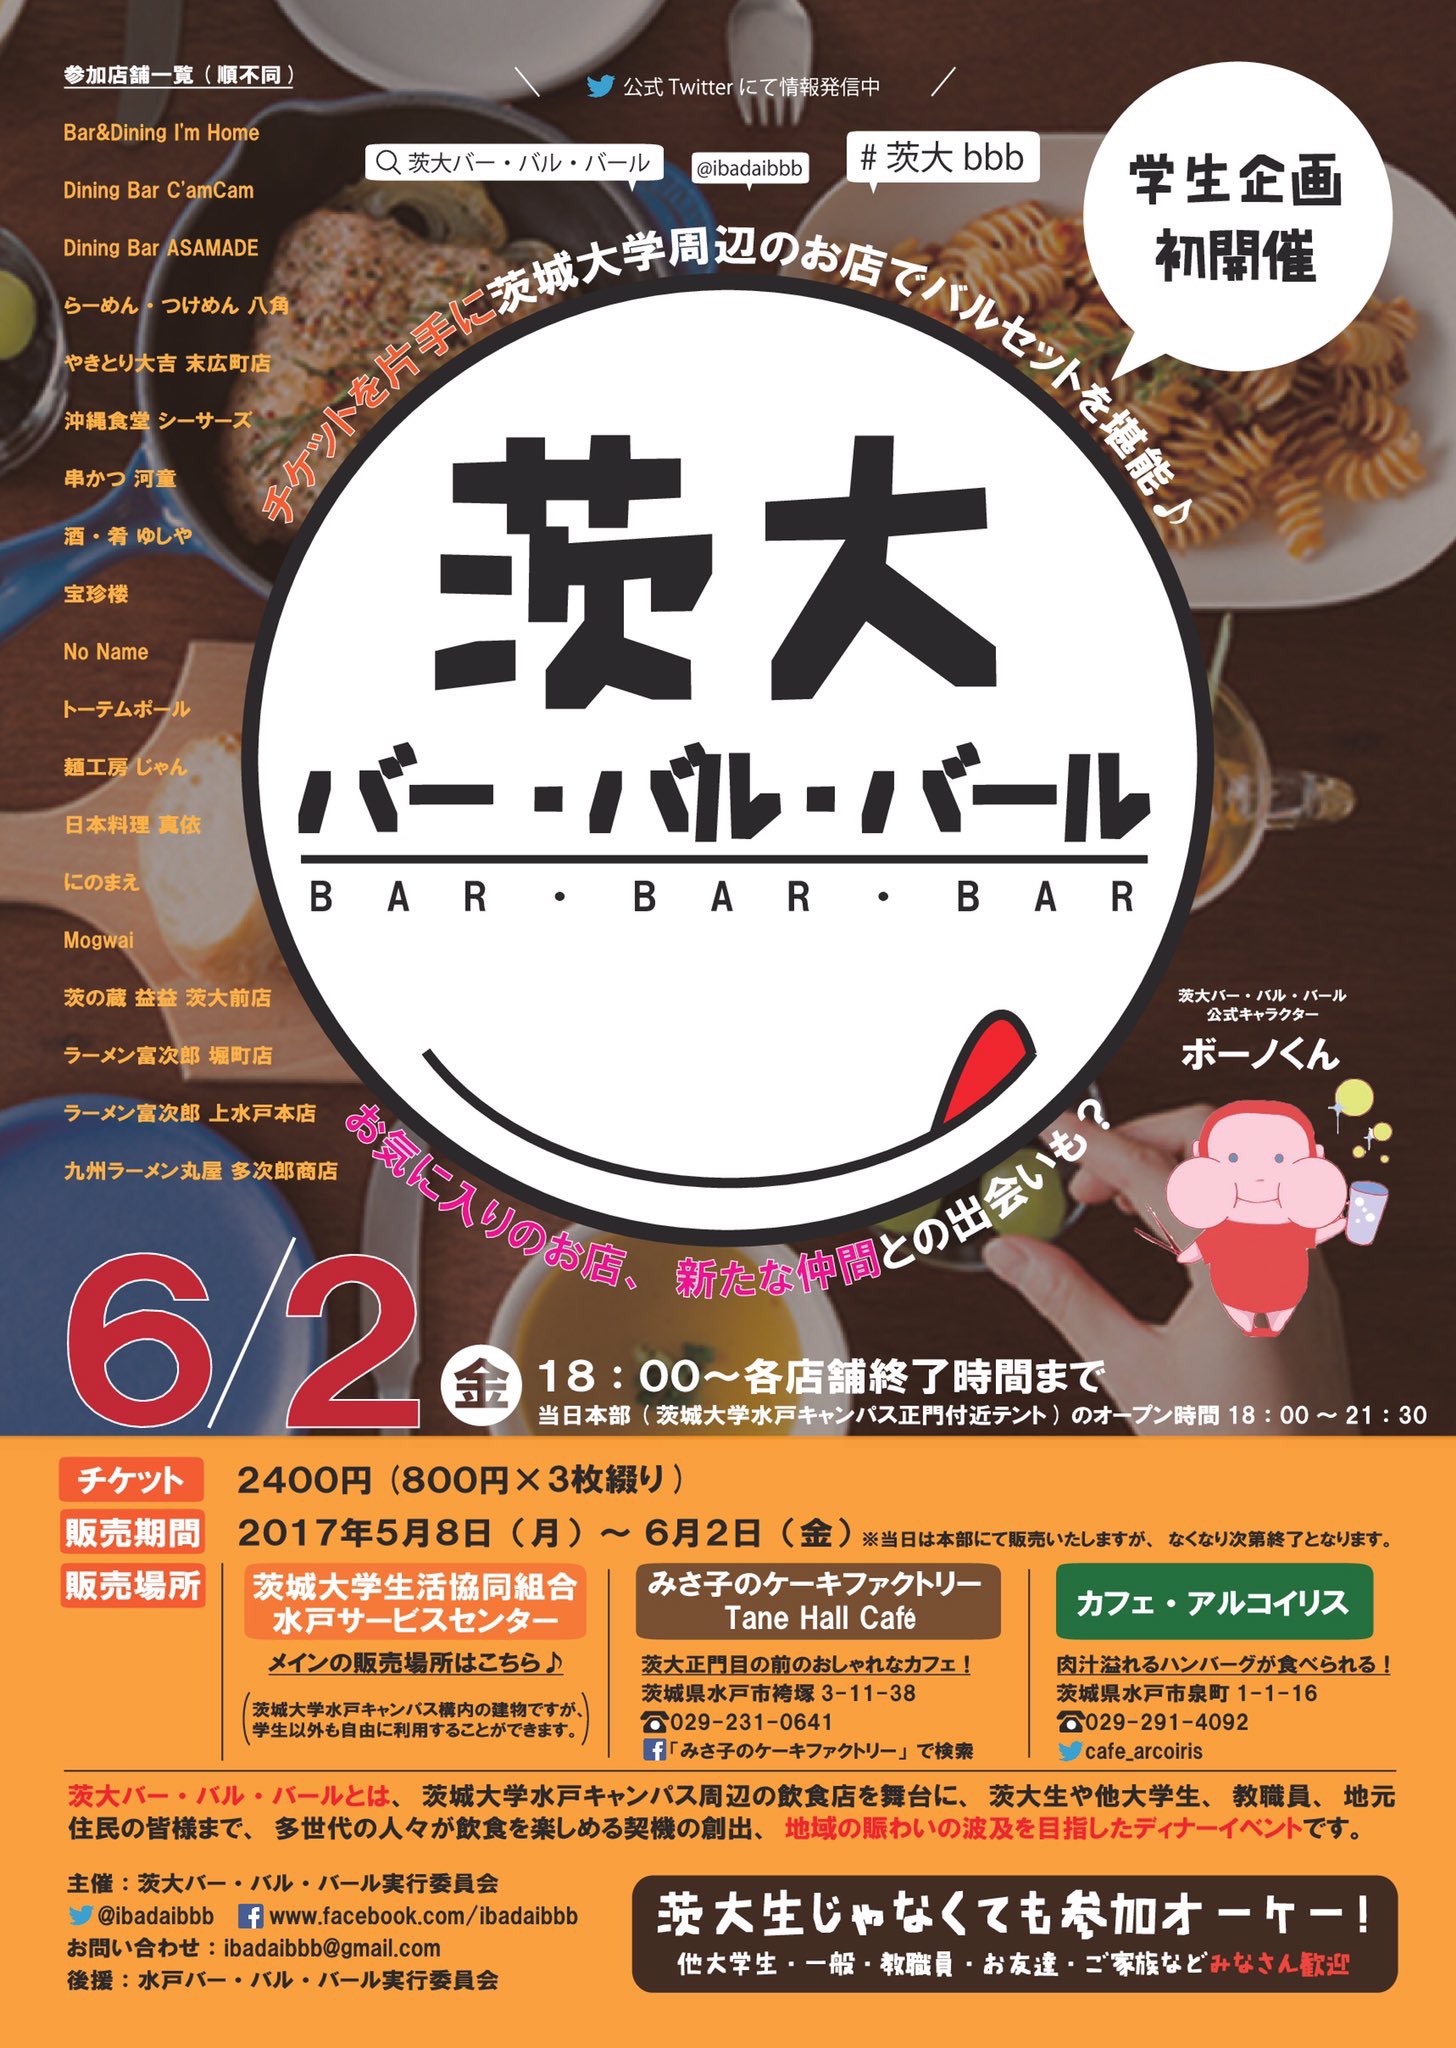 参加店舗一覧(順不同)
Bar&Dining I'm Home
Dining Bar C'amCam
Dining Bar ASAMADE
らーめん・つけめん 八角
やきとり大吉 末広町店
沖縄食堂 シーサーズ
串かつ 河童
酒・肴 ゆしや
宝珍楼
No Name
トーテムポール
麺工房 じゃん
日本料理 真依
にのまえ
Mogwai
茨の蔵 益益 茨大前店
ラーメン富次郎 堀町店
ラーメン富次郎 上水戸本店
九州ラーメン丸屋 多次郎商店
公式Twitterにて情報発信中
茨大バー・バル・バール
@ibadaibbb
#茨大bbb
学生企画
初開催
チケットを片手に茨城大学周辺のお店でバルセットを堪能♪
茨大
バー・バル・バール
BAR・BAR・BAR
お気に入りのお店、新たな仲間との出会いも?
茨大バー・バル・バール
公式キャラクター
ボーノくん
6/2
金
18:00〜各店舗終了時間まで
当日本部(茨城大学水戸キャンパス正門付近テント)のオープン時間18:00〜21:30
チケット
2400円(800円×3枚綴り)
販売期間
2017年5月8日(月)〜6月2日(金)※当日は本部にて販売いたしますが、なくなり次第終了となります。
販売場所
茨城大学生活協同組合
水戸サービスセンター
メインの販売場所はこちら♪
(茨城大学水戸キャンパス構内の建物ですが、
学生以外も自由に利用することができます。)
みさ子のケーキファクトリー
Tane Hall Café
茨大正門目の前のおしゃれなカフェ!
茨城県水戸市袴塚3-11-38
☎029-231-0641
「みさ子のケーキファクトリー」で検索
カフェ・アルコイリス
肉汁溢れるハンバーグが食べられる!
茨城県水戸市泉町1-1-16
☎029-291-4092
cafe_arcoiris
茨大バー・バル・バールとは、茨城大学水戸キャンパス周辺の飲食店を舞台に、茨大生や他大学生、教職員、地元
住民の皆様まで、多世代の人々が飲食を楽しめる契機の創出、地域の賑わいの波及を目指したディナーイベントです。
主催:茨大バー・バル・バール実行委員会
@ibadaibbb www.facebook.com/ibadaibbb
お問い合わせ:ibadaibbb@gmail.com
後援:水戸バー・バル・バール実行委員会
茨大生じゃなくても参加オーケー!
他大学生・一般・教職員・お友達・ご家族などみなさん歓迎